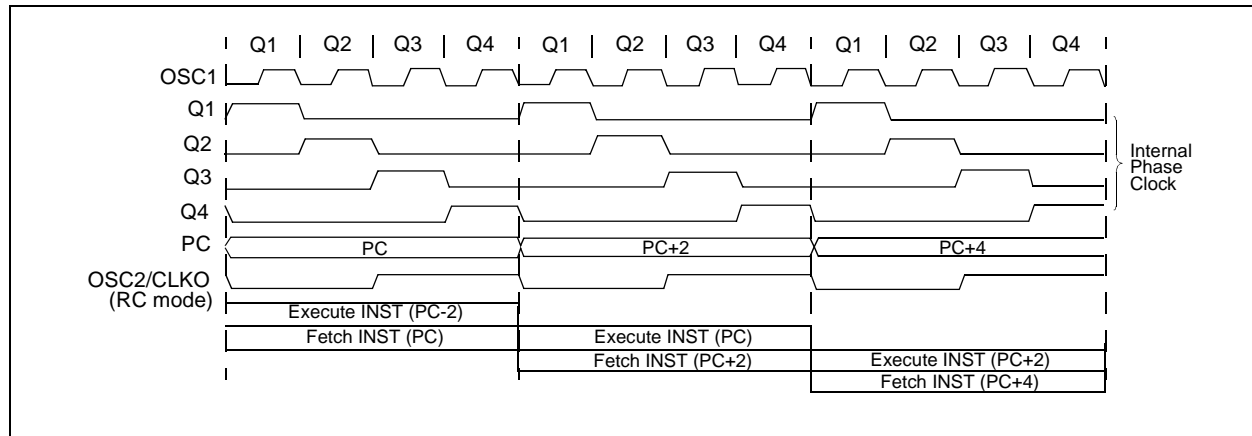 Q1 Q2 Q3 Q4 Q1 Q2 Q3 Q4 Q1 Q2 Q3 Q4
OSC1
Q1
Q2
Q3
Q4
Internal
Phase
Clock
PC
PC PC+2 PC+4
OSC2/CLKO
(RC mode)
Execute INST (PC-2)
Fetch INST (PC) Execute INST (PC)
Fetch INST (PC+2) Execute INST (PC+2)
Fetch INST (PC+4)